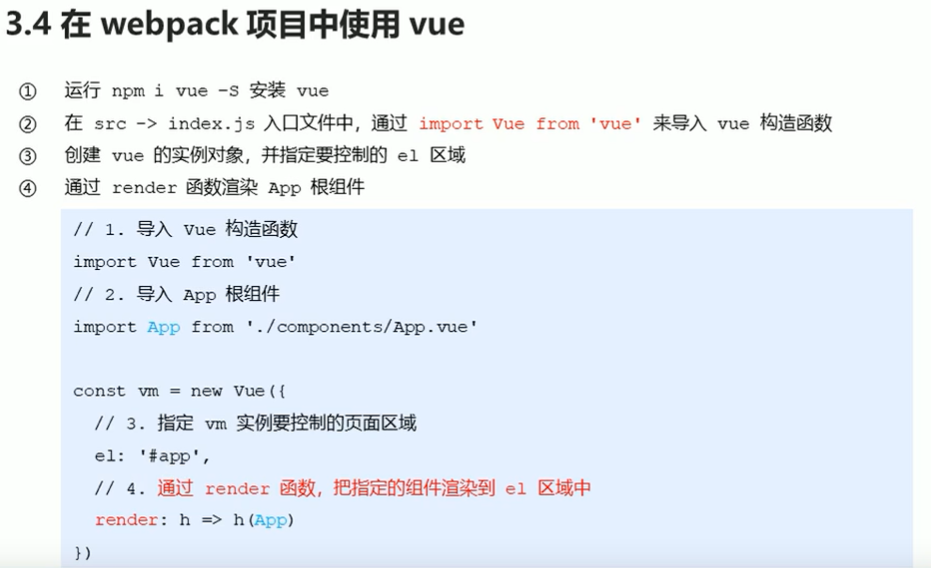 3.4 在 webpack 项目中使用 vue
① 运行 npm i vue -S 安装 vue
② 在 src -> index.js 入口文件中，通过 import Vue from 'vue' 来导入 vue 构造函数
③ 创建 vue 的实例对象，并指定要控制的 el 区域
④ 通过 render 函数渲染 App 根组件
// 1. 导入 Vue 构造函数
import Vue from 'vue'
// 2. 导入 App 根组件
import App from './components/App.vue'
const vm = new Vue({
// 3. 指定 vm 实例要控制的页面区域
el: '#app',
// 4. 通过 render 函数，把指定的组件渲染到 el 区域中
render: h => h(App)
})